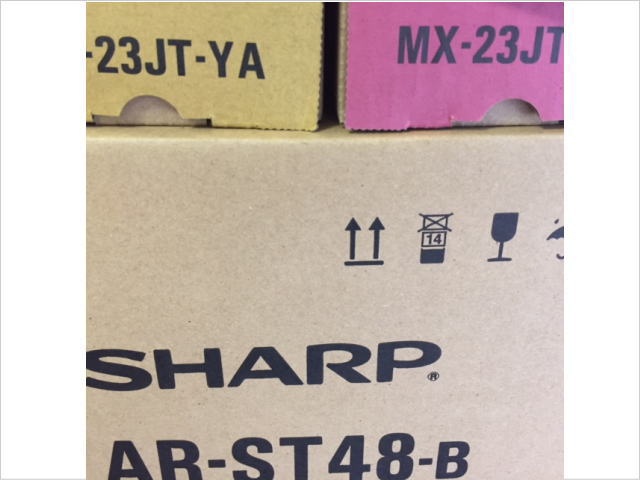 -23JT-YA
MX-23JT
14
SHARP®
AR-ST48-B